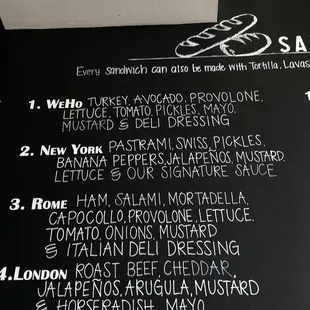 SA
Every sandwich can also be made with Tortilla, Lavas
1. WeHo TURKEY, AVOCADO, PROVOLONE,
LETTUCE, TOMATO, PICKLES, MAYO,
MUSTARD & DELI DRESSING
2. New York PASTRAMI, SWISS, PICKLES,
BANANA PEPPERS, JALAPEÑOS, MUSTARD,
LETTUCE & OUR SIGNATURE SAUCE
3. Rome HAM, SALAMI, MORTADELLA,
CAPOCOLLO, PROVOLONE, LETTUCE,
TOMATO, ONIONS, MUSTARD
& ITALIAN DELI DRESSING
4. London ROAST BEEF, CHEDDAR,
JALAPEÑOS, ARUGULA, MUSTARD
& HORSERADISH MAYO